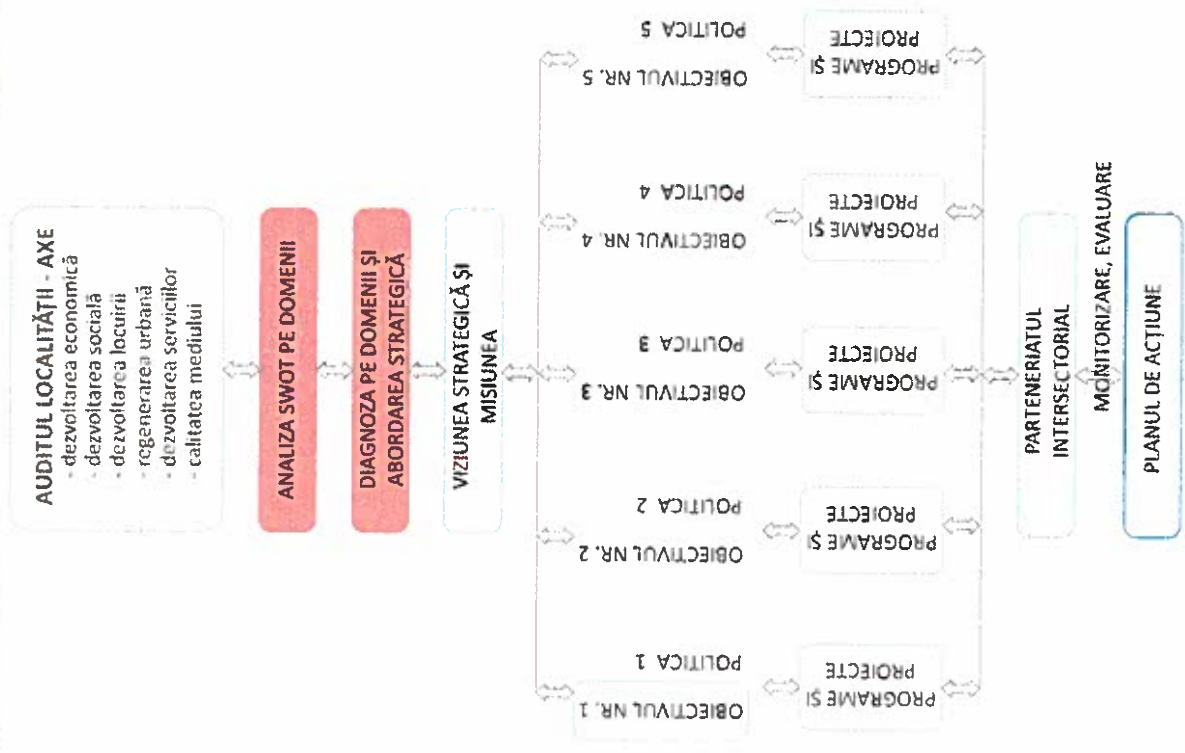 AUDITUL LOCALITĂȚII - AXE
- dezvoltarea economică
- dezvoltarea socială
- dezvoltarea locuirii
- regenerarea urbană
- dezvoltarea serviciilor
- calitatea mediului
ANALIZA SWOT PE DOMENII
DIAGNOZA PE DOMENII ȘI
ABORDAREA STRATEGICĂ
VIZIUNEA STRATEGICĂ ȘI
MISIUNEA
OBIECTIVUL NR. 1
POLITICA 1
PROGRAME ȘI
PROIECTE
OBIECTIVUL NR. 2
POLITICA 2
PROGRAME ȘI
PROIECTE
OBIECTIVUL NR. 3
POLITICA 3
PROGRAME ȘI
PROIECTE
OBIECTIVUL NR. 4
POLITICA 4
PROGRAME ȘI
PROIECTE
OBIECTIVUL NR. 5
POLITICA 5
PROGRAME ȘI
PROIECTE
PARTENERIATUL
INTERSECTORIAL
MONITORIZARE, EVALUARE
PLANUL DE ACȚIUNE